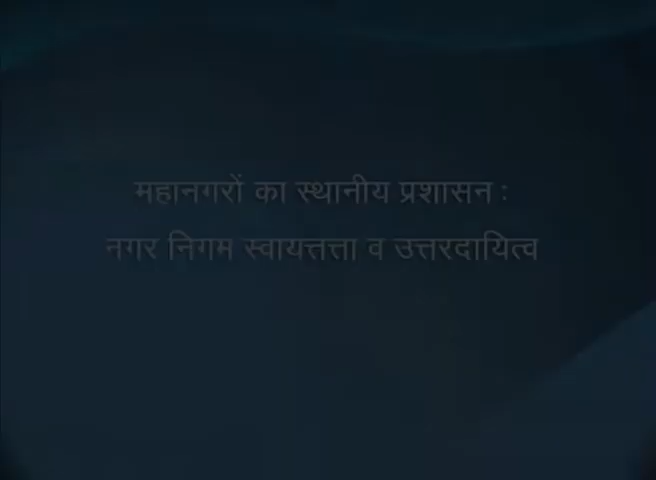 महानगरों का स्थानीय प्रशासन :
नगर निगम स्वायत्तत्ता व उत्तरदायित्व